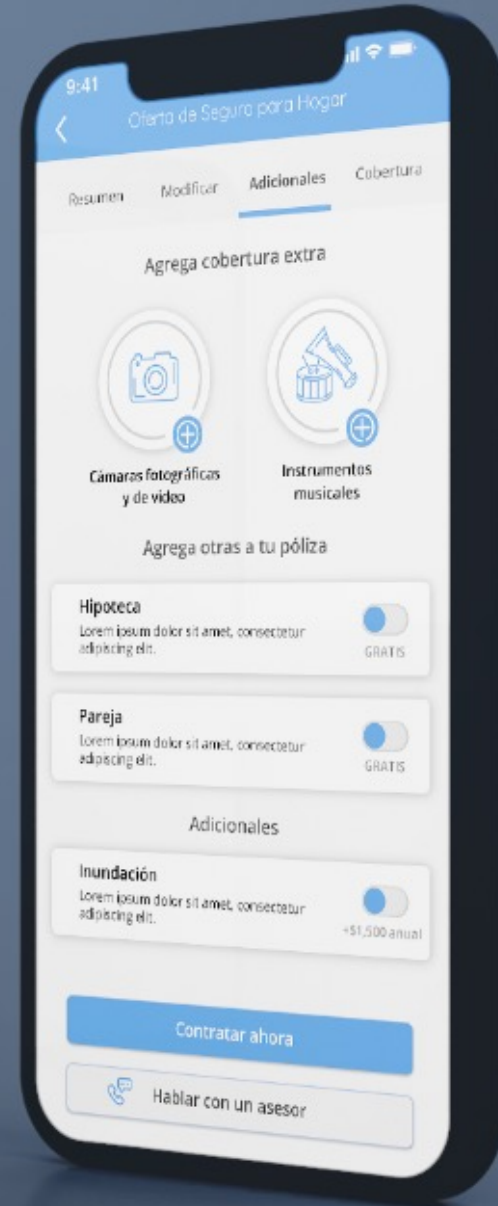 9:41
Oferta de Seguro para Hogar
Resumen Modificar Adicionales Cobertura
Agrega cobertura extra
Cámaras fotográficas
y de video
Instrumentos
musicales
Agrega otras a tu póliza
Hipoteca
Lorem ipsum dolor sit amet, consectetur
adipiscing elit.
GRATIS
Pareja
Lorem ipsum dolor sit amet, consectetur
adipiscing elit.
GRATIS
Adicionales
Inundación
Lorem ipsum dolor sit amet, consectetur
adipiscing elit.
+$1,500 anual
Contratar ahora
Hablar con un asesor